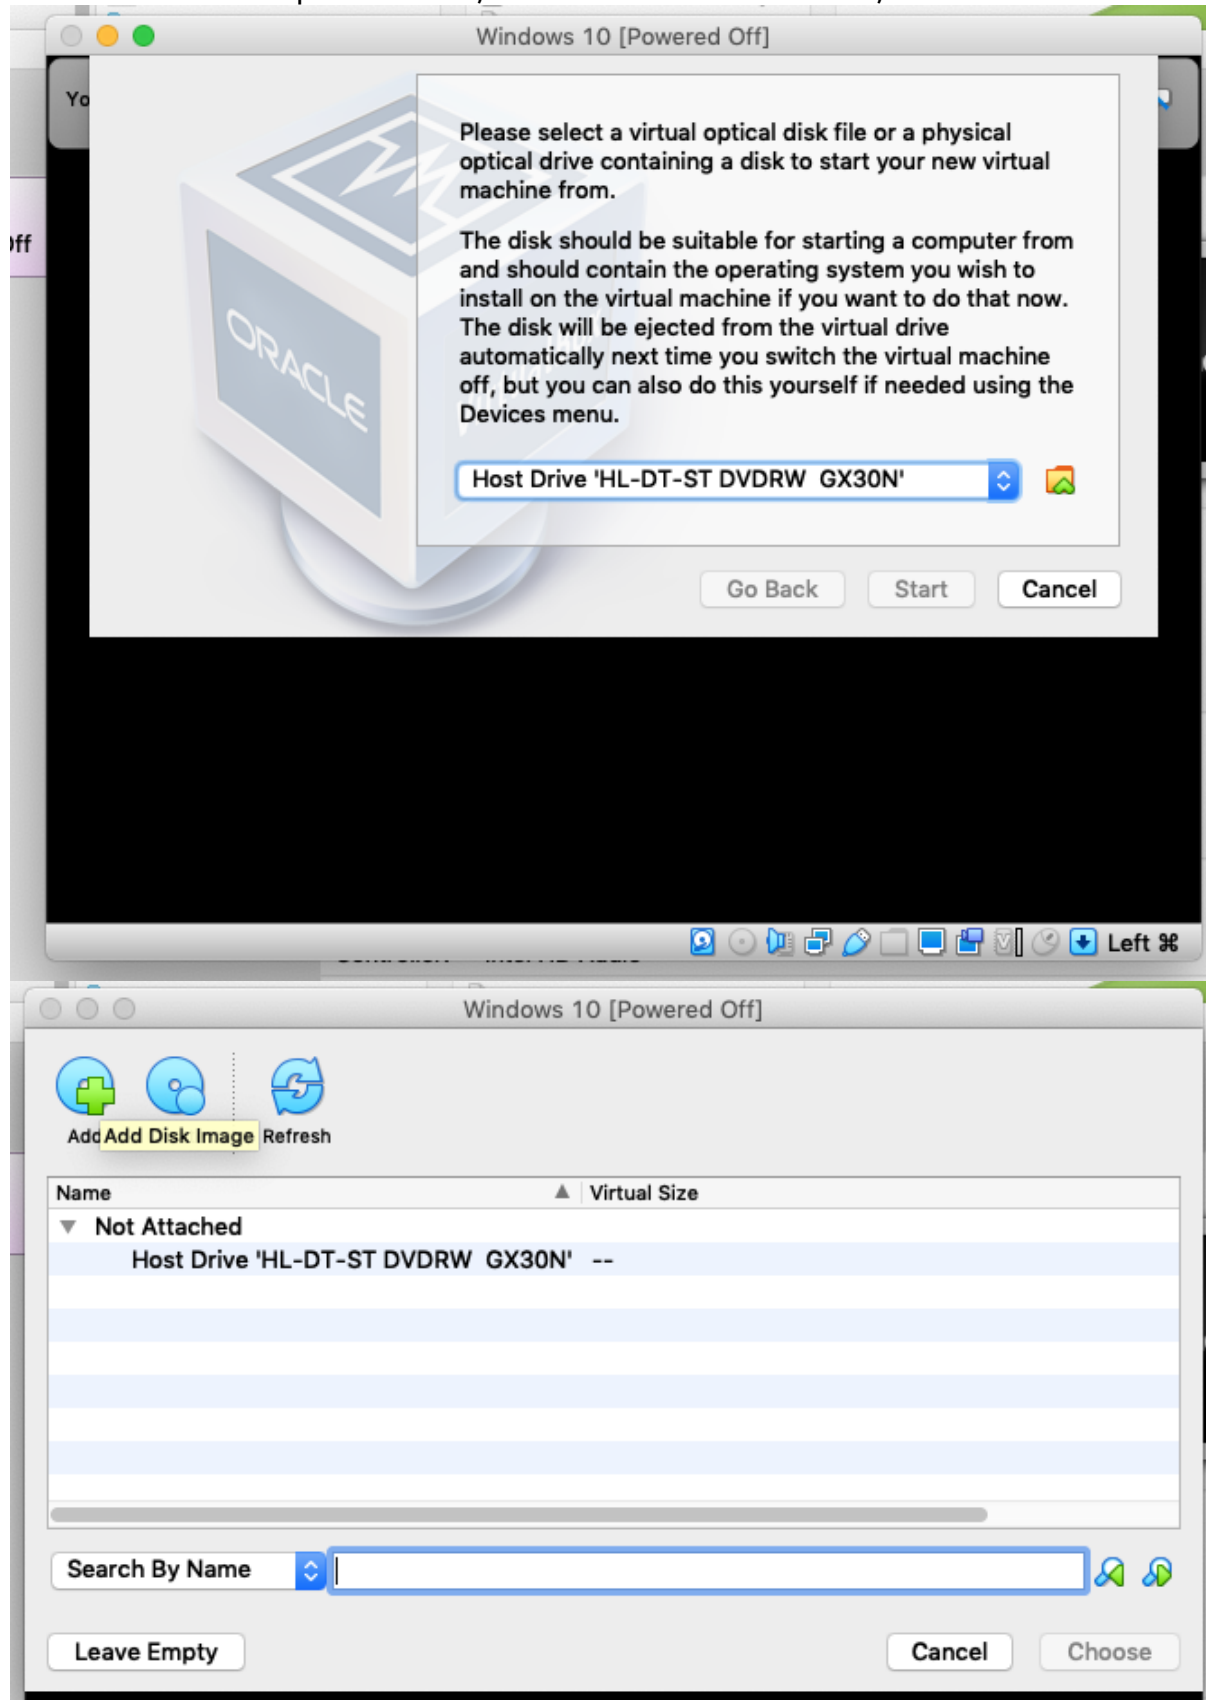 Windows 10 [Powered Off]
Yo
Please select a virtual optical disk file or a physical
optical drive containing a disk to start your new virtual
machine from.
The disk should be suitable for starting a computer from
and should contain the operating system you wish to
install on the virtual machine if you want to do that now.
The disk will be ejected from the virtual drive
automatically next time you switch the virtual machine
off, but you can also do this yourself if needed using the
Devices menu.
ORACLE
Host Drive 'HL-DT-ST DVDRW GX30N'
Go Back Start Cancel
Left ⌘
Windows 10 [Powered Off]
Add Disk Image Refresh
Name Virtual Size
Not Attached
Host Drive 'HL-DT-ST DVDRW GX30N' --
Search By Name
Leave Empty Cancel Choose